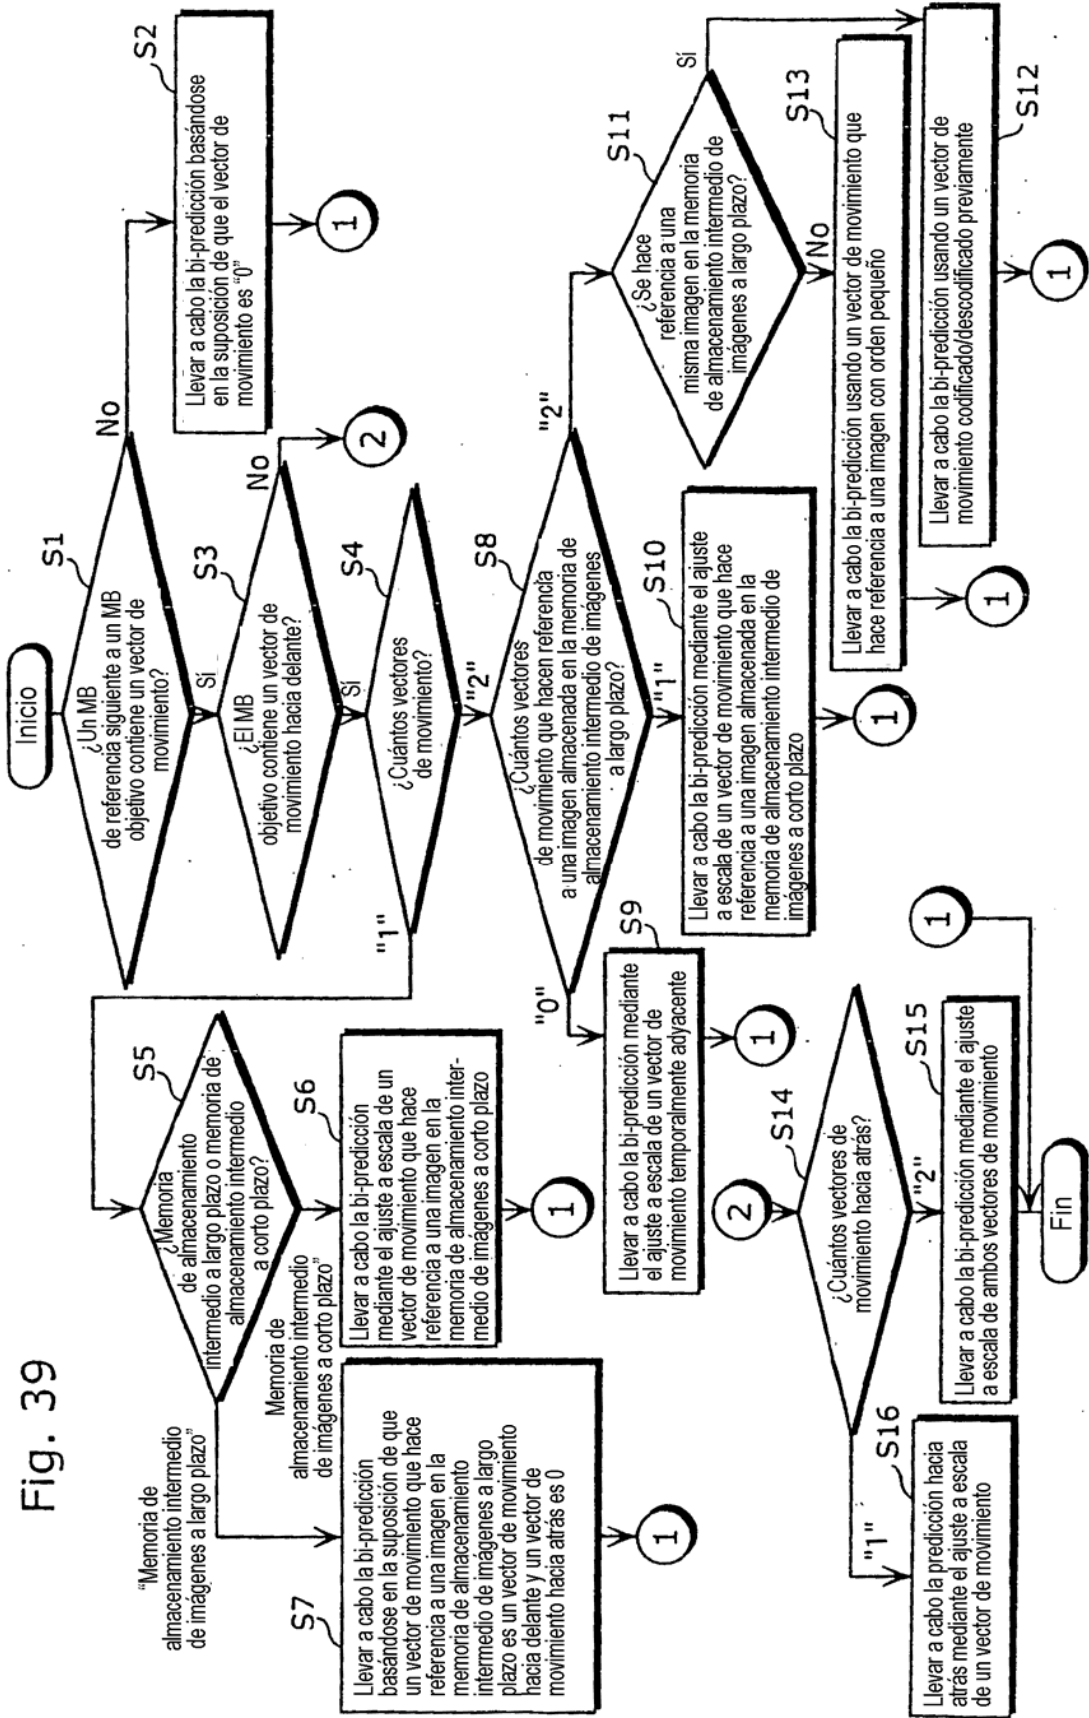 Fig. 39
Inicio
S1
¿Un MB
de referencia siguiente a un MB
objetivo contiene un vector de
movimiento?
No
S2
Llevar a cabo la bi-predicción basándose
en la suposición de que el vector de
movimiento es “0”
1
Sí
S3
¿El MB
objetivo contiene un vector de
movimiento hacia delante?
No
2
Sí
S4
¿Cuántos vectores
de movimiento?
"1"
"2"
S5
¿Memoria
de almacenamiento
intermedio a largo plazo o memoria de
almacenamiento intermedio
a corto plazo?
“Memoria de
almacenamiento intermedio
de imágenes a largo plazo”
Memoria de
almacenamiento intermedio
de imágenes a corto plazo”
S6
Llevar a cabo la bi-predicción
mediante el ajuste a escala de un
vector de movimiento que hace
referencia a una imagen en la
memoria de almacenamiento inter-
medio de imágenes a corto plazo
1
S7
Llevar a cabo la bi-predicción
basándose en la suposición de que
un vector de movimiento que hace
referencia a una imagen en la
memoria de almacenamiento
intermedio de imágenes a largo
plazo es un vector de movimiento
hacia delante y un vector de
movimiento hacia atrás es 0
1
S8
¿Cuántos vectores
de movimiento que hacen referencia
a una imagen almacenada en la memoria de
almacenamiento intermedio de imágenes
a largo plazo?
"0"
"1"
"2"
S9
Llevar a cabo la bi-predicción mediante
el ajuste a escala de un vector de
movimiento temporalmente adyacente
1
S10
Llevar a cabo la bi-predicción mediante el ajuste
a escala de un vector de movimiento que hace
referencia a una imagen almacenada en la
memoria de almacenamiento intermedio de
imágenes a corto plazo
1
S11
¿Se hace
referencia a una
misma imagen en la memoria
de almacenamiento intermedio de
imágenes a largo plazo?
Sí
No
S13
Llevar a cabo la bi-predicción usando un vector de movimiento que
hace referencia a una imagen con orden pequeño
1
Llevar a cabo la bi-predicción usando un vector de
movimiento codificado/descodificado previamente
S12
1
2
S14
¿Cuántos vectores de
movimiento hacia atrás?
"1"
"2"
S15
Llevar a cabo la bi-predicción mediante el ajuste
a escala de ambos vectores de movimiento
S16
Llevar a cabo la predicción hacia
atrás mediante el ajuste a escala
de un vector de movimiento
1
Fin